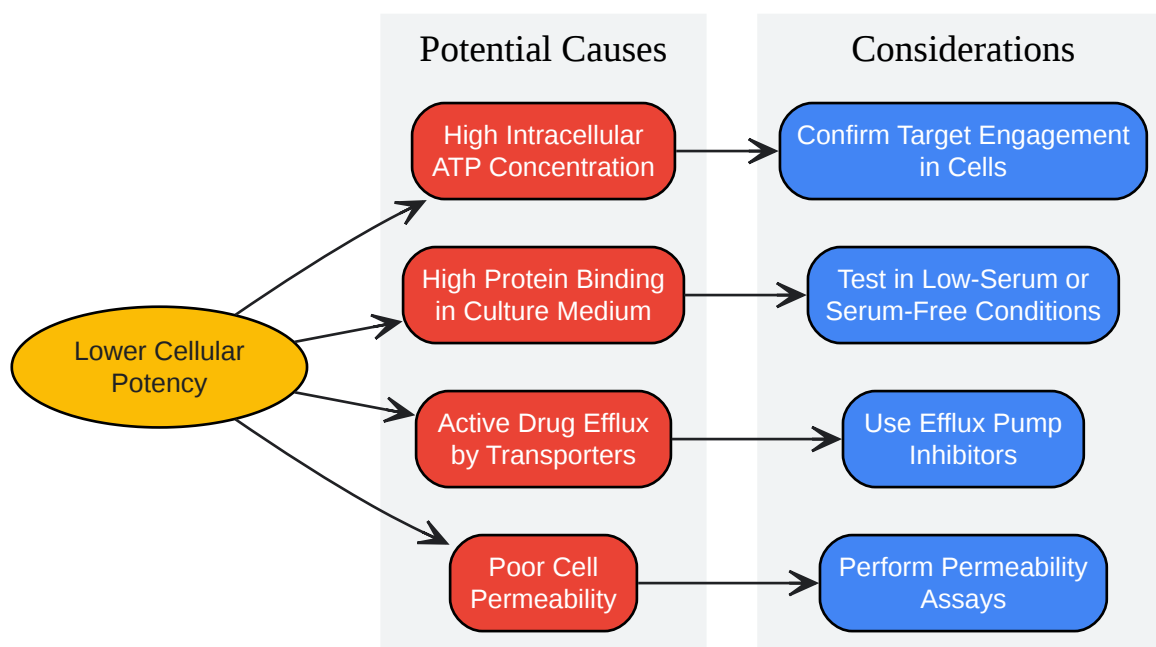 Potential Causes
Considerations
High Intracellular
ATP Concentration
Confirm Target Engagement
in Cells
High Protein Binding
in Culture Medium
Test in Low-Serum or
Serum-Free Conditions
Lower Cellular
Potency
Active Drug Efflux
by Transporters
Use Efflux Pump
Inhibitors
Poor Cell
Permeability
Perform Permeability
Assays